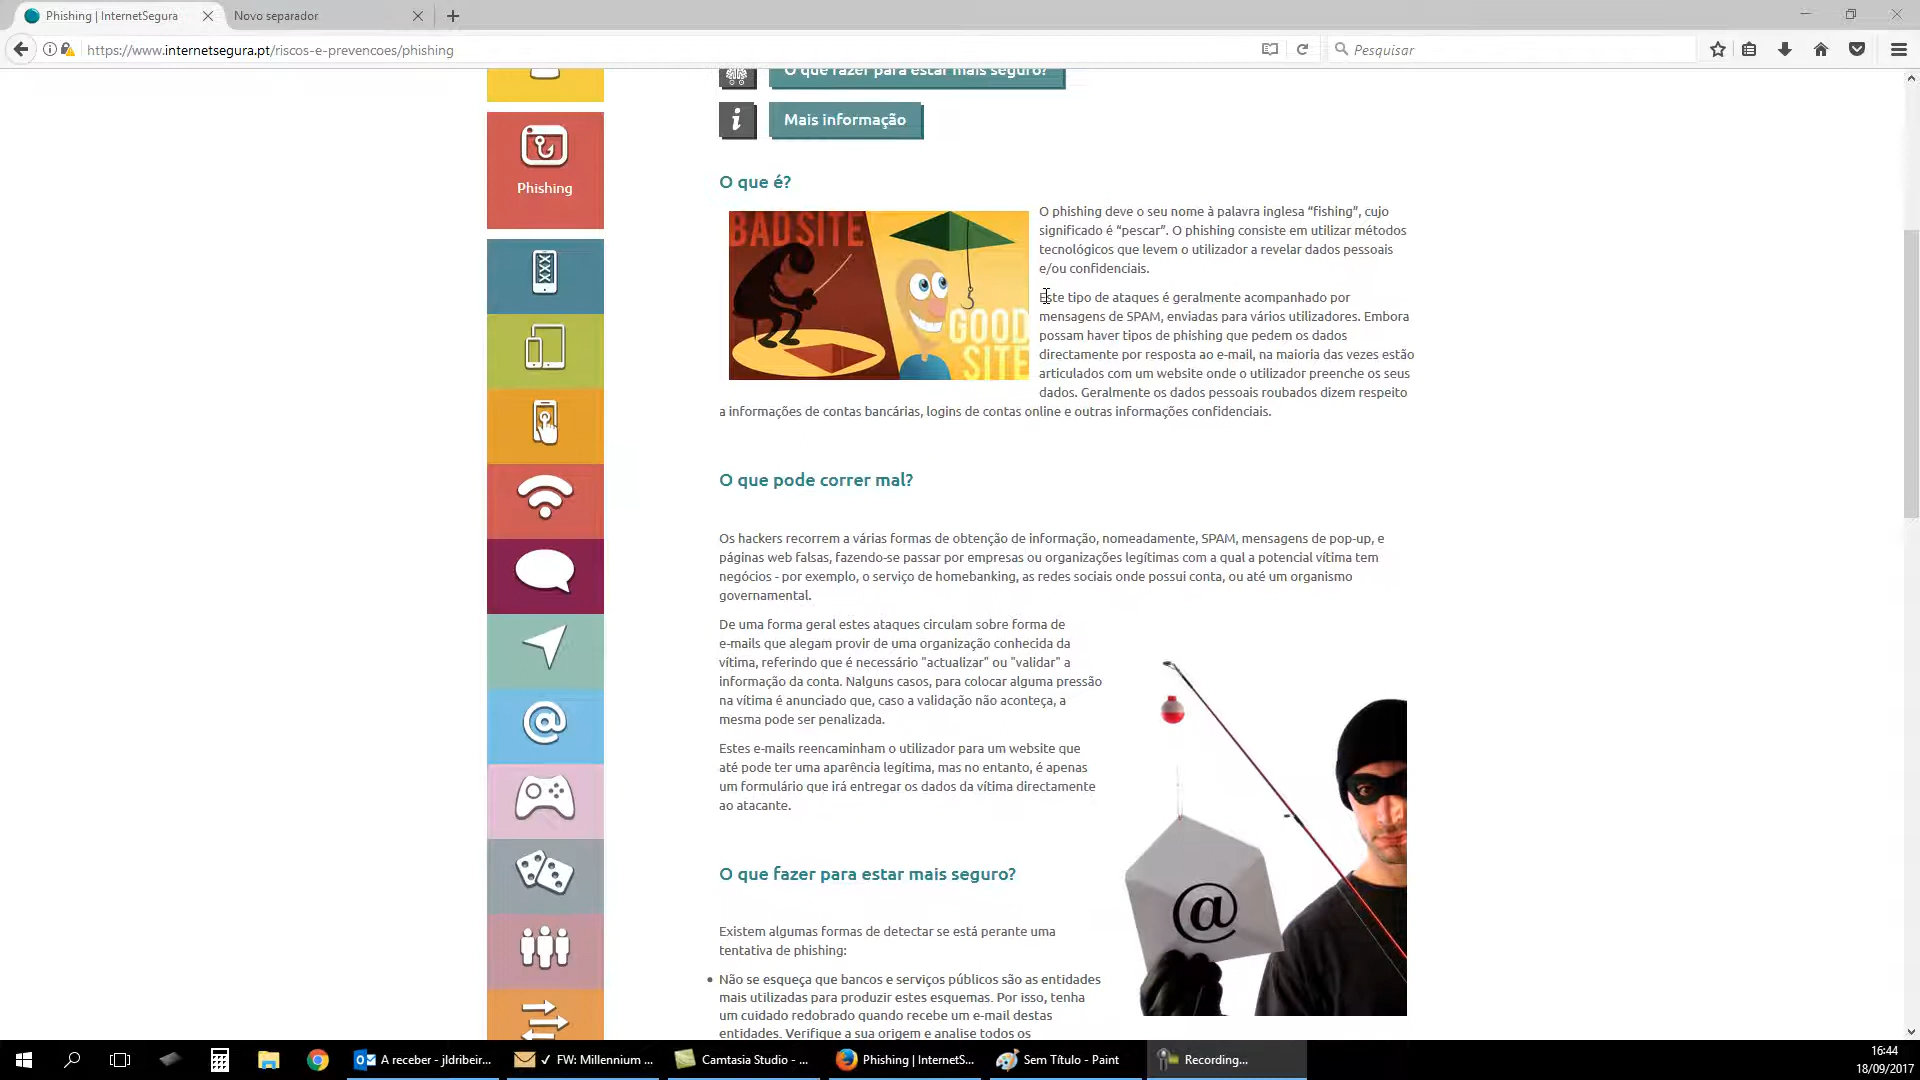 Phishing | InternetSegura
Novo separador
https://www.internetsegura.pt/riscos-e-prevencoes/phishing
Pesquisar
O que fazer para estar mais seguro?
Mais informação
Phishing
O que é?
BAD SITE
GOOD
SITE
O phishing deve o seu nome à palavra inglesa “fishing”, cujo
significado é “pescar”. O phishing consiste em utilizar métodos
tecnológicos que levem o utilizador a revelar dados pessoais
e/ou confidenciais.
Este tipo de ataques é geralmente acompanhado por
mensagens de SPAM, enviadas para vários utilizadores. Embora
possam haver tipos de phishing que pedem os dados
directamente por resposta ao e-mail, na maioria das vezes estão
articulados com um website onde o utilizador preenche os seus
dados. Geralmente os dados pessoais roubados dizem respeito
a informações de contas bancárias, logins de contas online e outras informações confidenciais.
O que pode correr mal?
Os hackers recorrem a várias formas de obtenção de informação, nomeadamente, SPAM, mensagens de pop-up, e
páginas web falsas, fazendo-se passar por empresas ou organizações legítimas com a qual a potencial vítima tem
negócios - por exemplo, o serviço de homebanking, as redes sociais onde possui conta, ou até um organismo
governamental.
De uma forma geral estes ataques circulam sobre forma de
e-mails que alegam provir de uma organização conhecida da
vítima, referindo que é necessário "actualizar" ou "validar" a
informação da conta. Nalguns casos, para colocar alguma pressão
na vítima é anunciado que, caso a validação não aconteça, a
mesma pode ser penalizada.
Estes e-mails reencaminham o utilizador para um website que
até pode ter uma aparência legítima, mas no entanto, é apenas
um formulário que irá entregar os dados da vítima directamente
ao atacante.
@
O que fazer para estar mais seguro?
Existem algumas formas de detectar se está perante uma
tentativa de phishing:
• Não se esqueça que bancos e serviços públicos são as entidades
mais utilizadas para produzir estes esquemas. Por isso, tenha
um cuidado redobrado quando recebe um e-mail destas
entidades. Verifique a sua origem e analise todos os
A receber - jldribeir...
✓ FW: Millennium ...
Camtasia Studio - ...
Phishing | InternetS...
Sem Título - Paint
Recording...
16:44
18/09/2017